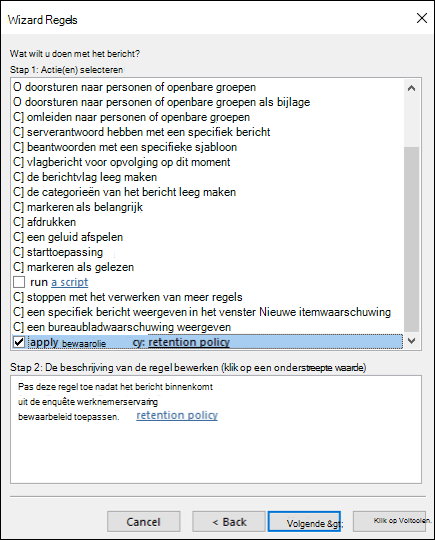 Wizard Regels
Wat wilt u doen met het bericht?
Stap 1: Actie(en) selecteren
O doorsturen naar personen of openbare groepen
O doorsturen naar personen of openbare groepen als bijlage
C] omleiden naar personen of openbare groepen
C] serverantwoord hebben met een specifiek bericht
C] beantwoorden met een specifieke sjabloon
C] vlagbericht voor opvolging op dit moment
C] de berichtvlag leeg maken
C] de categorieën van het bericht leeg maken
C] markeren als belangrijk
C] afdrukken
C] een geluid afspelen
C] starttoepassing
C] markeren als gelezen
run a script
C] stoppen met het verwerken van meer regels
C] een specifiek bericht weergeven in het venster Nieuwe itemwaarschuwing
C] een bureaubladwaarschuwing weergeven
apply bewaarolie cy: retention policy
Stap 2: De beschrijving van de regel bewerken (klik op een onderstreepte waarde)
Pas deze regel toe nadat het bericht binnenkomt
uit de enquête werknemerservaring
bewaarbeleid toepassen. retention policy
Cancel
< Back
Volgende &gt;
Klik op Voltooien.